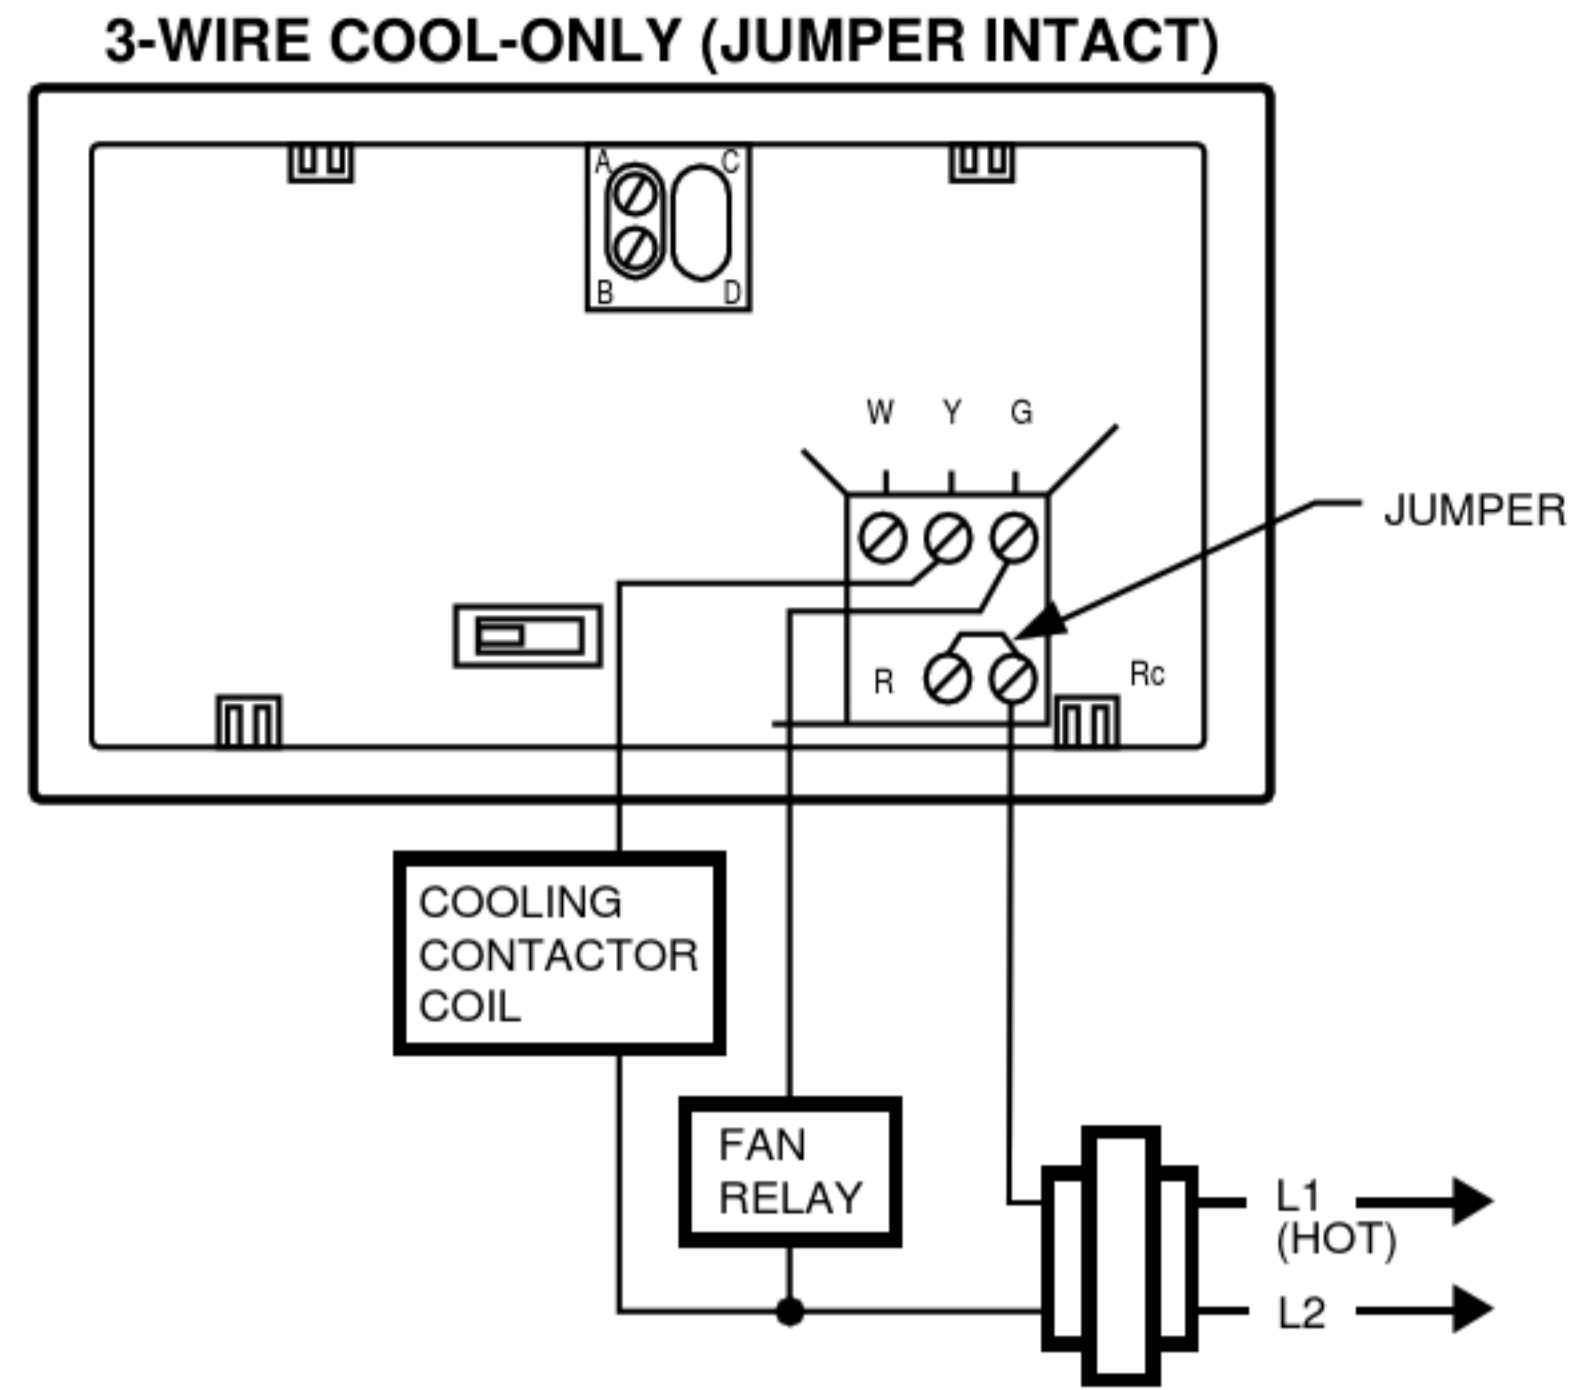 3-WIRE COOL-ONLY (JUMPER INTACT)
A C
B D
W Y G
JUMPER
R Rc
COOLING
CONTACTOR
COIL
FAN
RELAY
L1
(HOT)
L2